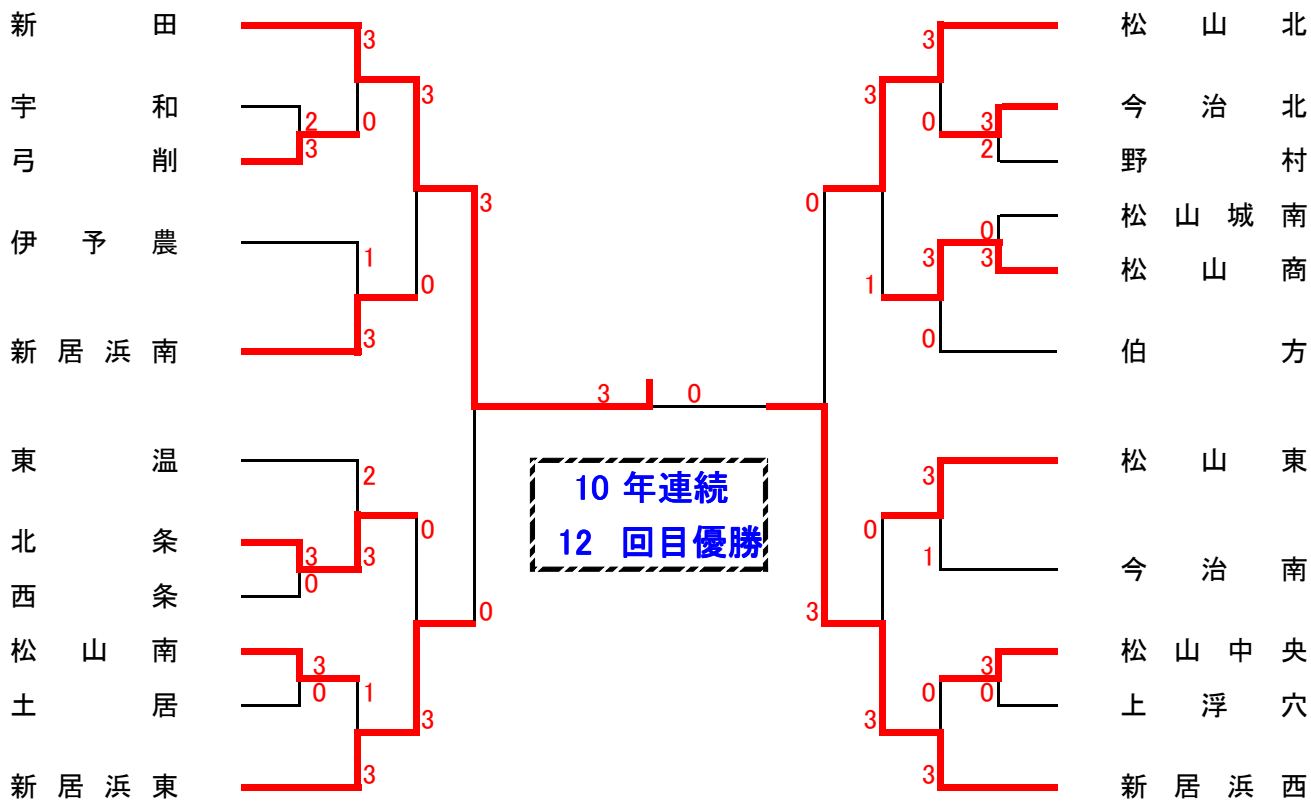 新田
3
松山北
3
宇和
2
0
3
3
0
3
今治北
弓削
3
2
野村
3
0
松山城南
伊予農
1
0
3
3
0
1
松山商
新居浜南
3
0
伯方
3
0
東温
2
10 年連続
3
松山東
北条
3
3
0
12 回目優勝
0
1
今治南
西条
0
0
3
松山南
3
3
松山中央
土居
0
1
0
0
上浮穴
3
3
新居浜東
3
3
新居浜西